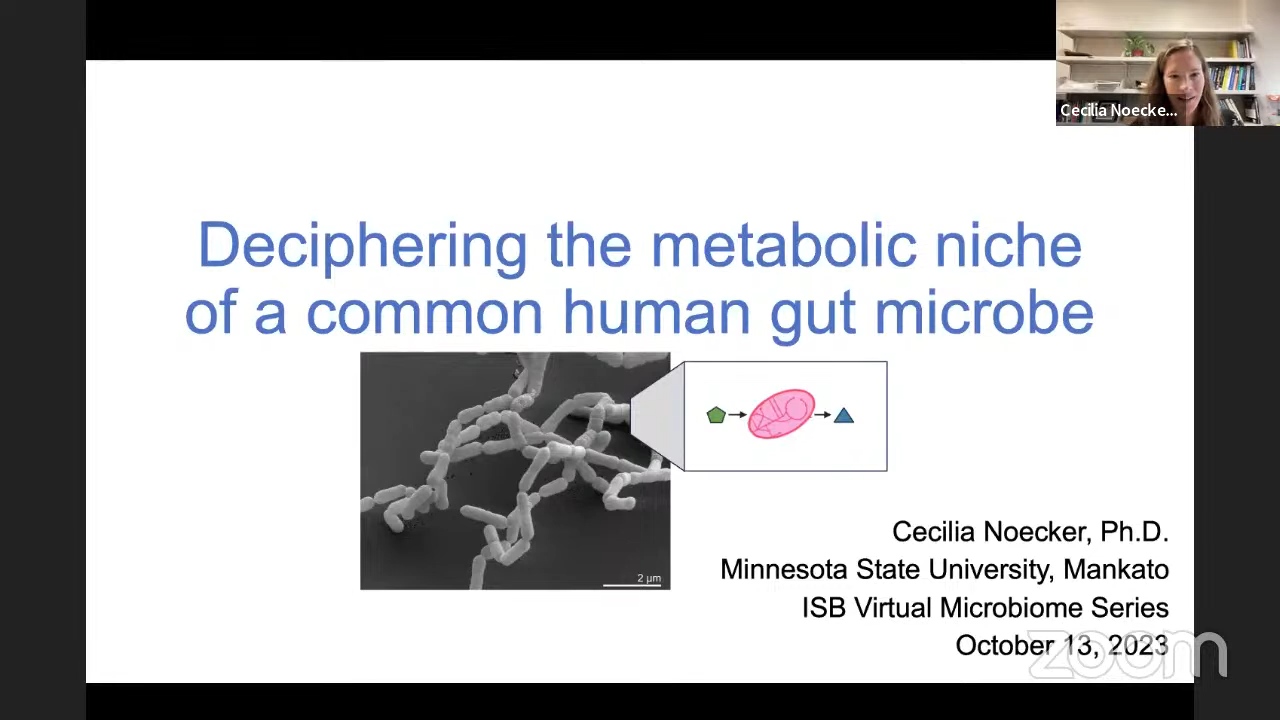 Cecilia Noecke...
Deciphering the metabolic niche
of a common human gut microbe
2 μm
Cecilia Noecker, Ph.D.
Minnesota State University, Mankato
ISB Virtual Microbiome Series
October 13, 2023
zoom